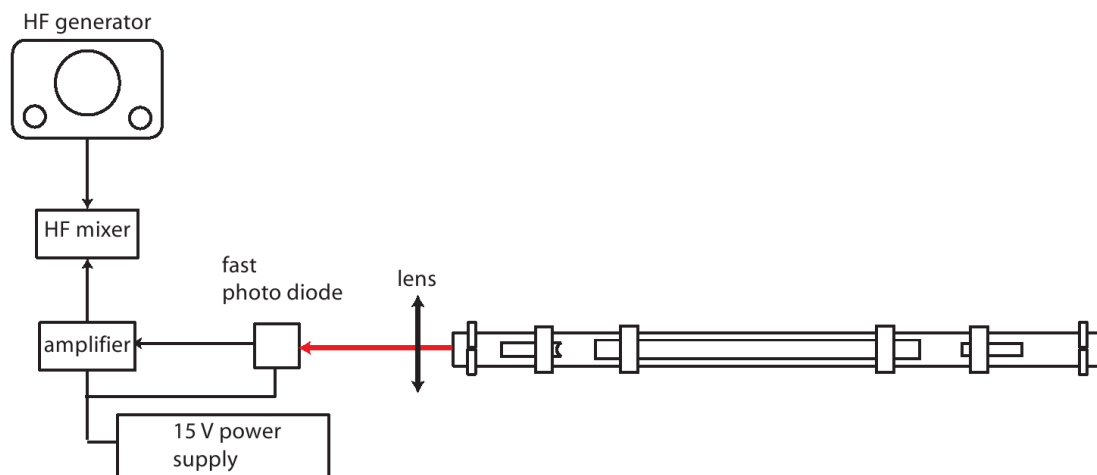 HF generator
HF mixer
fast
photo diode
lens
amplifier
15 V power
supply